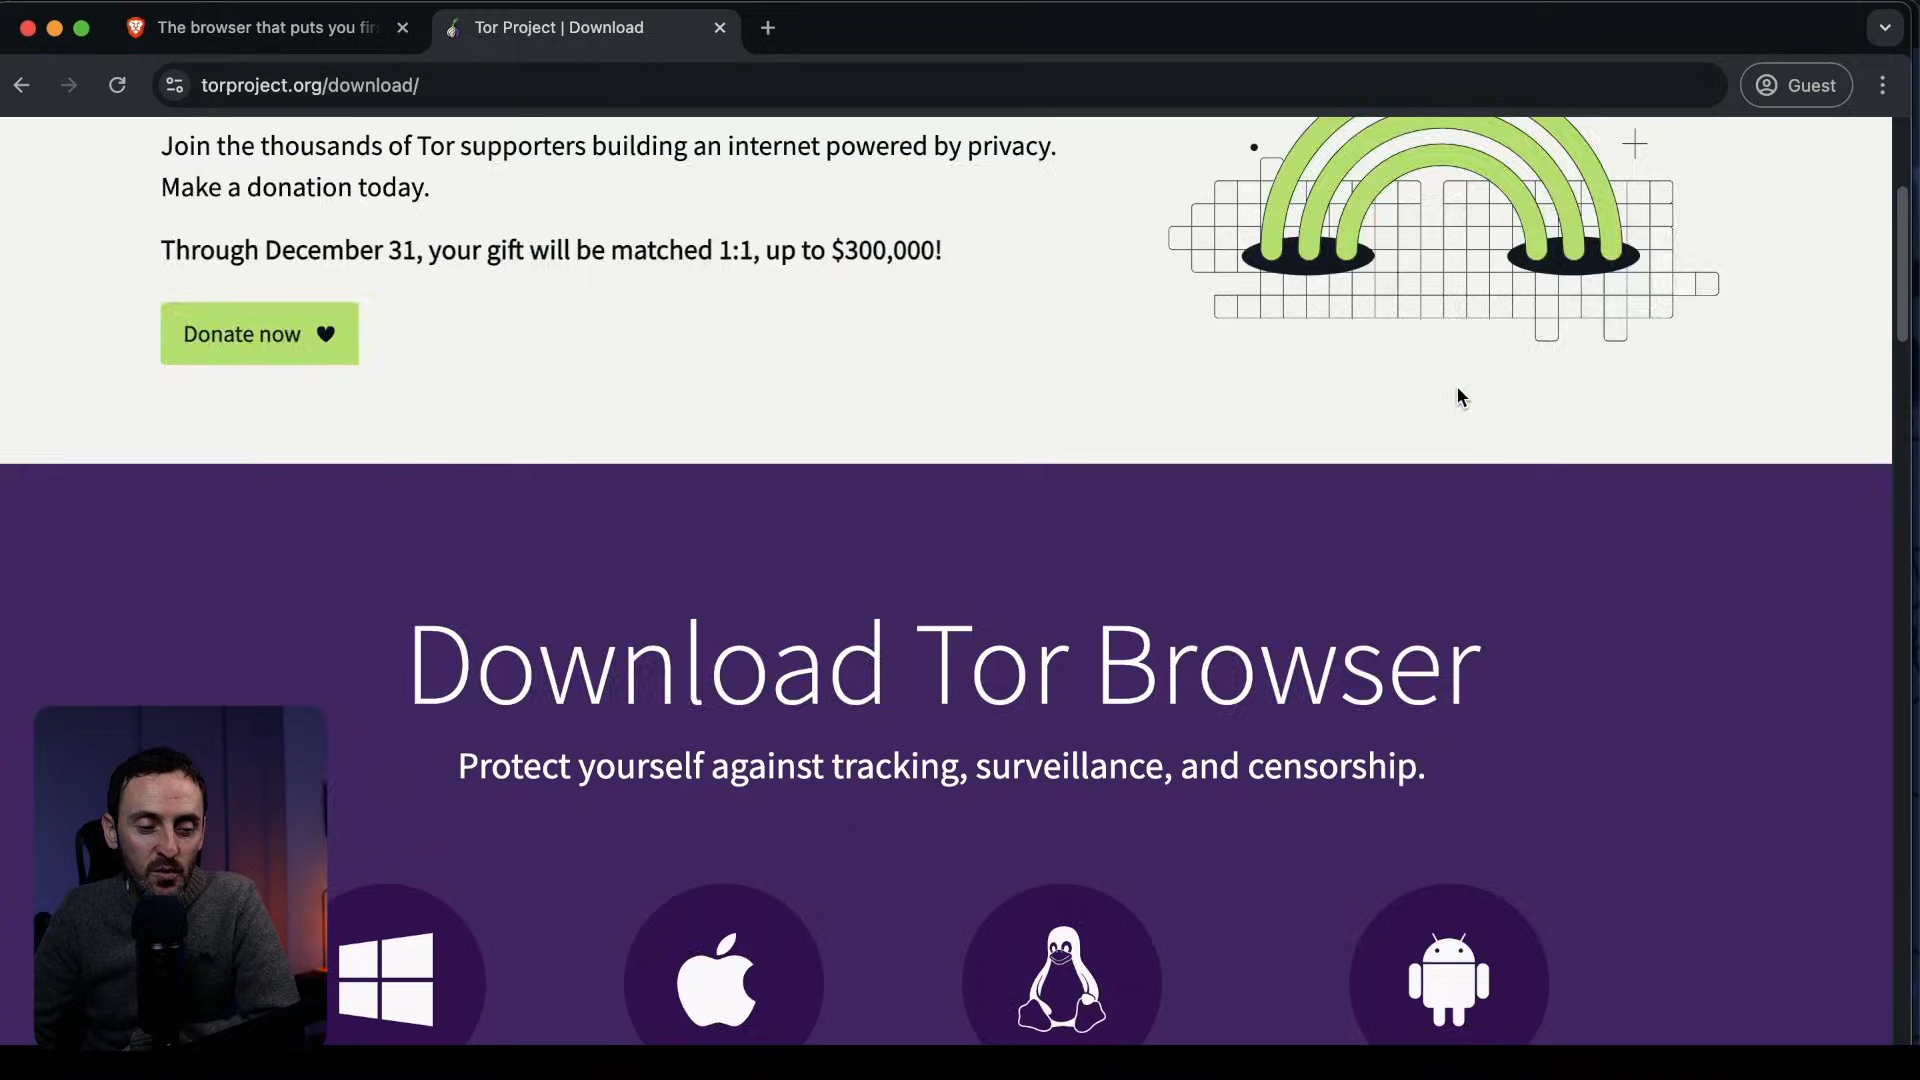 The browser that puts you fir
Tor Project | Download
torproject.org/download/
Guest
Join the thousands of Tor supporters building an internet powered by privacy.
Make a donation today.
Through December 31, your gift will be matched 1:1, up to $300,000!
Donate now
Download Tor Browser
Protect yourself against tracking, surveillance, and censorship.